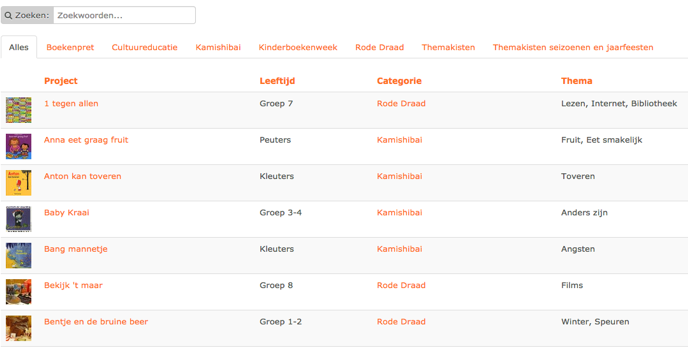 Zoeken: Zoekwoorden...
Alles Boekenpret Cultuureducatie Kamishibai Kinderboekenweek Rode Draad Themakisten Themakisten seizoenen en jaarfeesten
Project Leeftijd Categorie Thema
1 tegen allen Groep 7 Rode Draad Lezen, Internet, Bibliotheek
Anna eet graag fruit Peuters Kamishibai Fruit, Eet smakelijk
Anton kan toveren Kleuters Kamishibai Toveren
Baby Kraai Groep 3-4 Kamishibai Anders zijn
Bang mannetje Kleuters Kamishibai Angsten
Bekijk 't maar Groep 8 Rode Draad Films
Bentje en de bruine beer Groep 1-2 Rode Draad Winter, Speuren